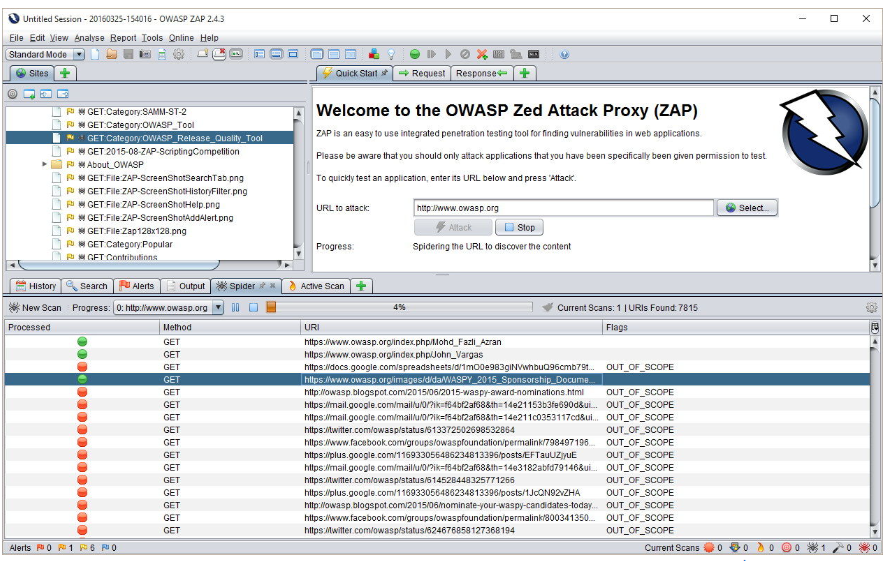 Untitled Session - 20160325-154016 - OWASP ZAP 2.4.3
File Edit View Analyse Report Tools Online Help
Standard Mode
Sites
Quick Start Request Response
GET:Category:SAMM-ST-2
GET:Category:OWASP_Tool
GET:Category:OWASP_Release_Quality_Tool
GET:2015-08-ZAP-ScriptingCompetition
About_OWASP
GET:File:ZAP-ScreenShotSearchTab.png
GET:File:ZAP-ScreenShotHistoryFilter.png
GET:File:ZAP-ScreenShotHelp.png
GET:File:ZAP-ScreenShotAddAlert.png
GET:File:Zap128x128.png
GET:Category:Popular
GET:Contributions
Welcome to the OWASP Zed Attack Proxy (ZAP)
ZAP is an easy to use integrated penetration testing tool for finding vulnerabilities in web applications.
Please be aware that you should only attack applications that you have been specifically been given permission to test.
To quickly test an application, enter its URL below and press 'Attack'.
URL to attack: http://www.owasp.org Select...
Attack Stop
Progress: Spidering the URL to discover the content
History Search Alerts Output Spider Active Scan
New Scan Progress: 0: http://www.owasp.org 4% Current Scans: 1 | URIs Found: 7815
Processed Method URI Flags
GET https://www.owasp.org/index.php/Mohd_Fazli_Azran
GET https://www.owasp.org/index.php/John_Vargas
GET https://docs.google.com/spreadsheets/d/1mO0e983giNVwhbuQ96cmb79t... OUT_OF_SCOPE
GET https://www.owasp.org/images/d/da/WASPY_2015_Sponsorship_Docume...
GET http://owasp.blogspot.com/2015/06/2015-waspy-award-nominations.html OUT_OF_SCOPE
GET https://mail.google.com/mail/u/0/?ik=f64bf2af68&th=14e21153b3fe690d&ui... OUT_OF_SCOPE
GET https://mail.google.com/mail/u/0/?ik=f64bf2af68&th=14e211c0353117cd&ui... OUT_OF_SCOPE
GET https://twitter.com/owasp/status/613372502698532864 OUT_OF_SCOPE
GET https://www.facebook.com/groups/owaspfoundation/permalink/798497196... OUT_OF_SCOPE
GET https://plus.google.com/116933056486234813396/posts/EFTauUZjyuE OUT_OF_SCOPE
GET https://mail.google.com/mail/u/0/?ik=f64bf2af68&th=14e3182abfd79146&ui... OUT_OF_SCOPE
GET https://twitter.com/owasp/status/614528448325771266 OUT_OF_SCOPE
GET https://plus.google.com/116933056486234813396/posts/1JcQN92vZHA OUT_OF_SCOPE
GET http://owasp.blogspot.com/2015/06/nominate-your-waspy-candidates-today... OUT_OF_SCOPE
GET https://www.facebook.com/groups/owaspfoundation/permalink/800341350... OUT_OF_SCOPE
GET https://twitter.com/owasp/status/624676858127368194 OUT_OF_SCOPE
Alerts 0 1 6 0 Current Scans 0 0 0 0 1 0 0